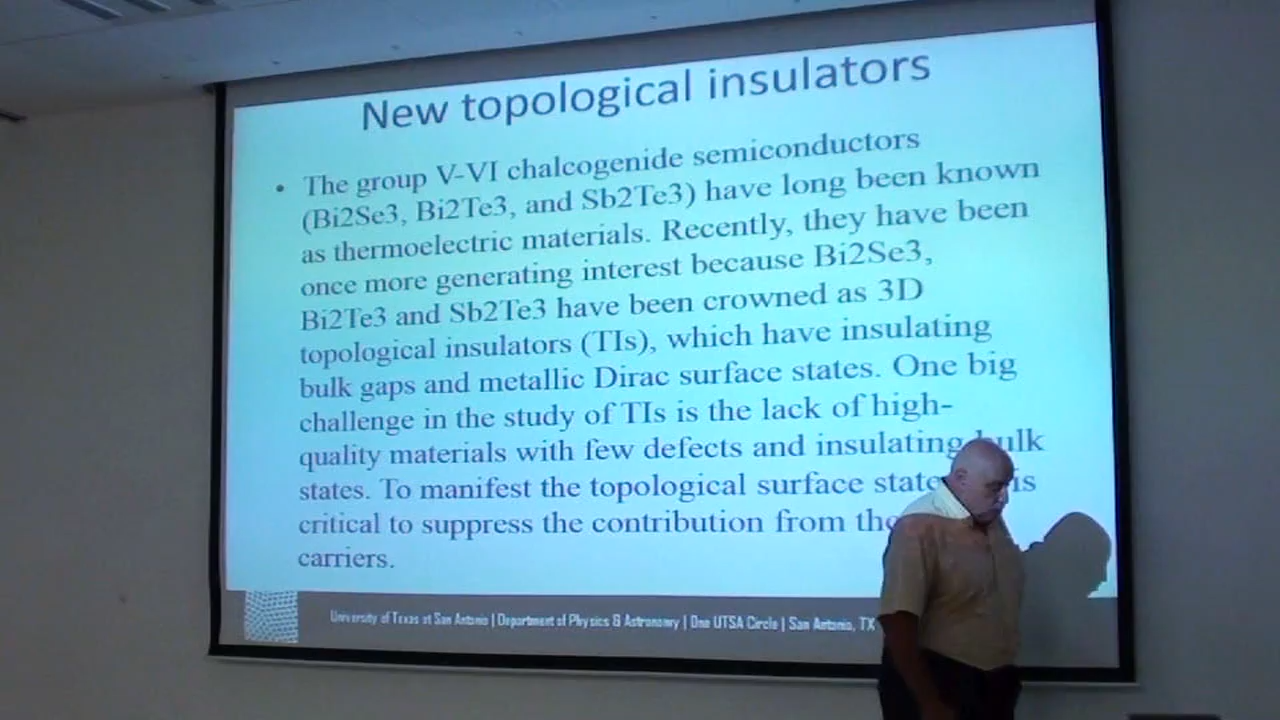 New topological insulators
• The group V-VI chalcogenide semiconductors
(Bi2Se3, Bi2Te3, and Sb2Te3) have long been known
as thermoelectric materials. Recently, they have been
once more generating interest because Bi2Se3,
Bi2Te3 and Sb2Te3 have been crowned as 3D
topological insulators (TIs), which have insulating
bulk gaps and metallic Dirac surface states. One big
challenge in the study of TIs is the lack of high-
quality materials with few defects and insulating bulk
states. To manifest the topological surface is
critical to suppress the contribution from
carriers.
University of Texas at San Antonio | Department of Physics & Astronomy | One UTSA Circle | San Antonio, TX